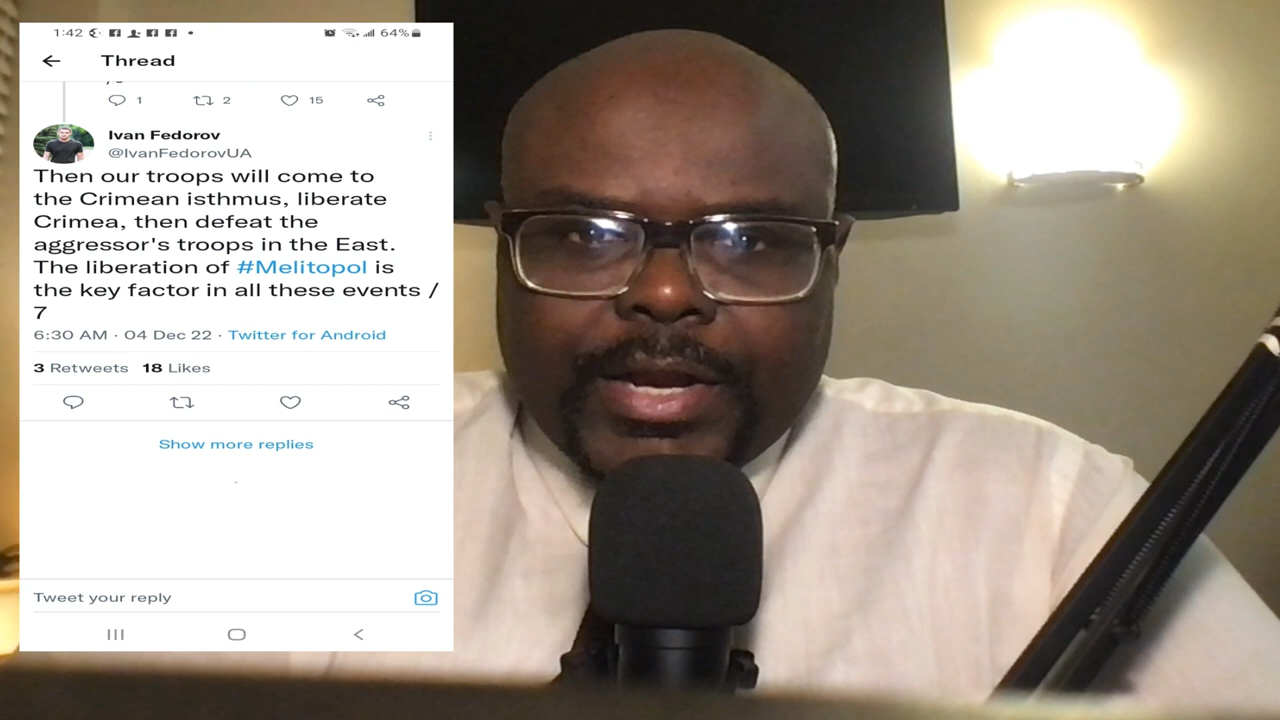 1:42 64%
Thread
1 2 15
Ivan Fedorov
@IvanFedorovUA
Then our troops will come to
the Crimean isthmus, liberate
Crimea, then defeat the
aggressor's troops in the East.
The liberation of #Melitopol is
the key factor in all these events /
7
6:30 AM · 04 Dec 22 · Twitter for Android
3 Retweets 18 Likes
Show more replies
Tweet your reply